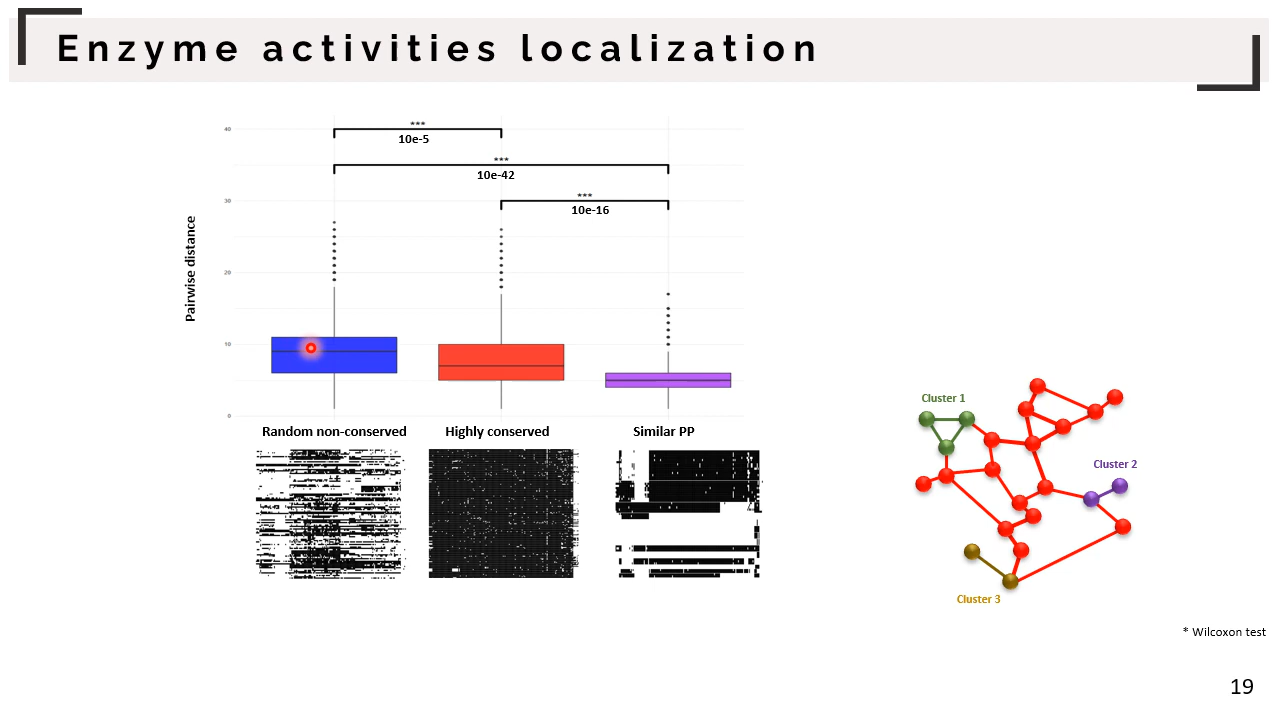 Enzyme activities localization
40
***
10e-5
***
10e-42
30
***
10e-16
Pairwise distance
20
10
0
Random non-conserved
Highly conserved
Similar PP
Cluster 1
Cluster 2
Cluster 3
* Wilcoxon test
19